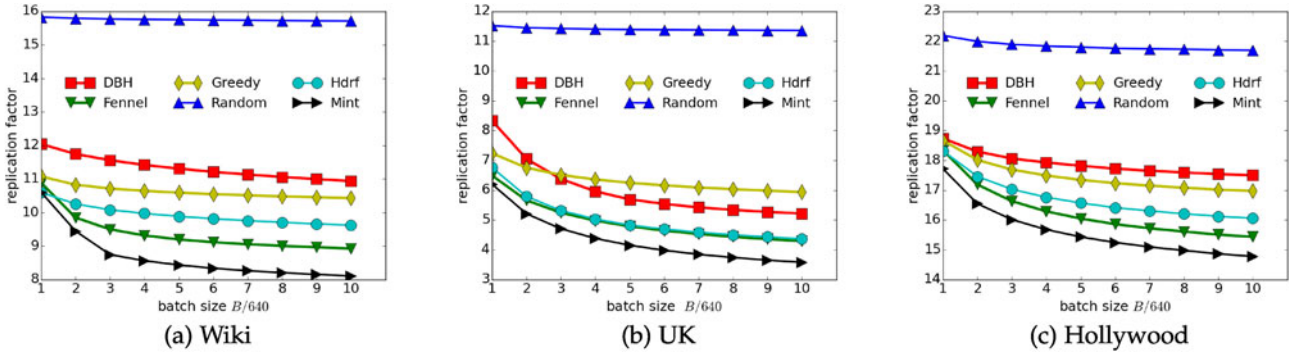 16
15
14
13
12
11
10
9
8
replication factor
DBH Greedy Hdrf
Fennel Random Mint
1 2 3 4 5 6 7 8 9 10
batch size B/640
(a) Wiki
12
11
10
9
8
7
6
5
4
3
replication factor
DBH Greedy Hdrf
Fennel Random Mint
1 2 3 4 5 6 7 8 9 10
batch size B/640
(b) UK
23
22
21
20
19
18
17
16
15
14
replication factor
DBH Greedy Hdrf
Fennel Random Mint
1 2 3 4 5 6 7 8 9 10
batch size B/640
(c) Hollywood